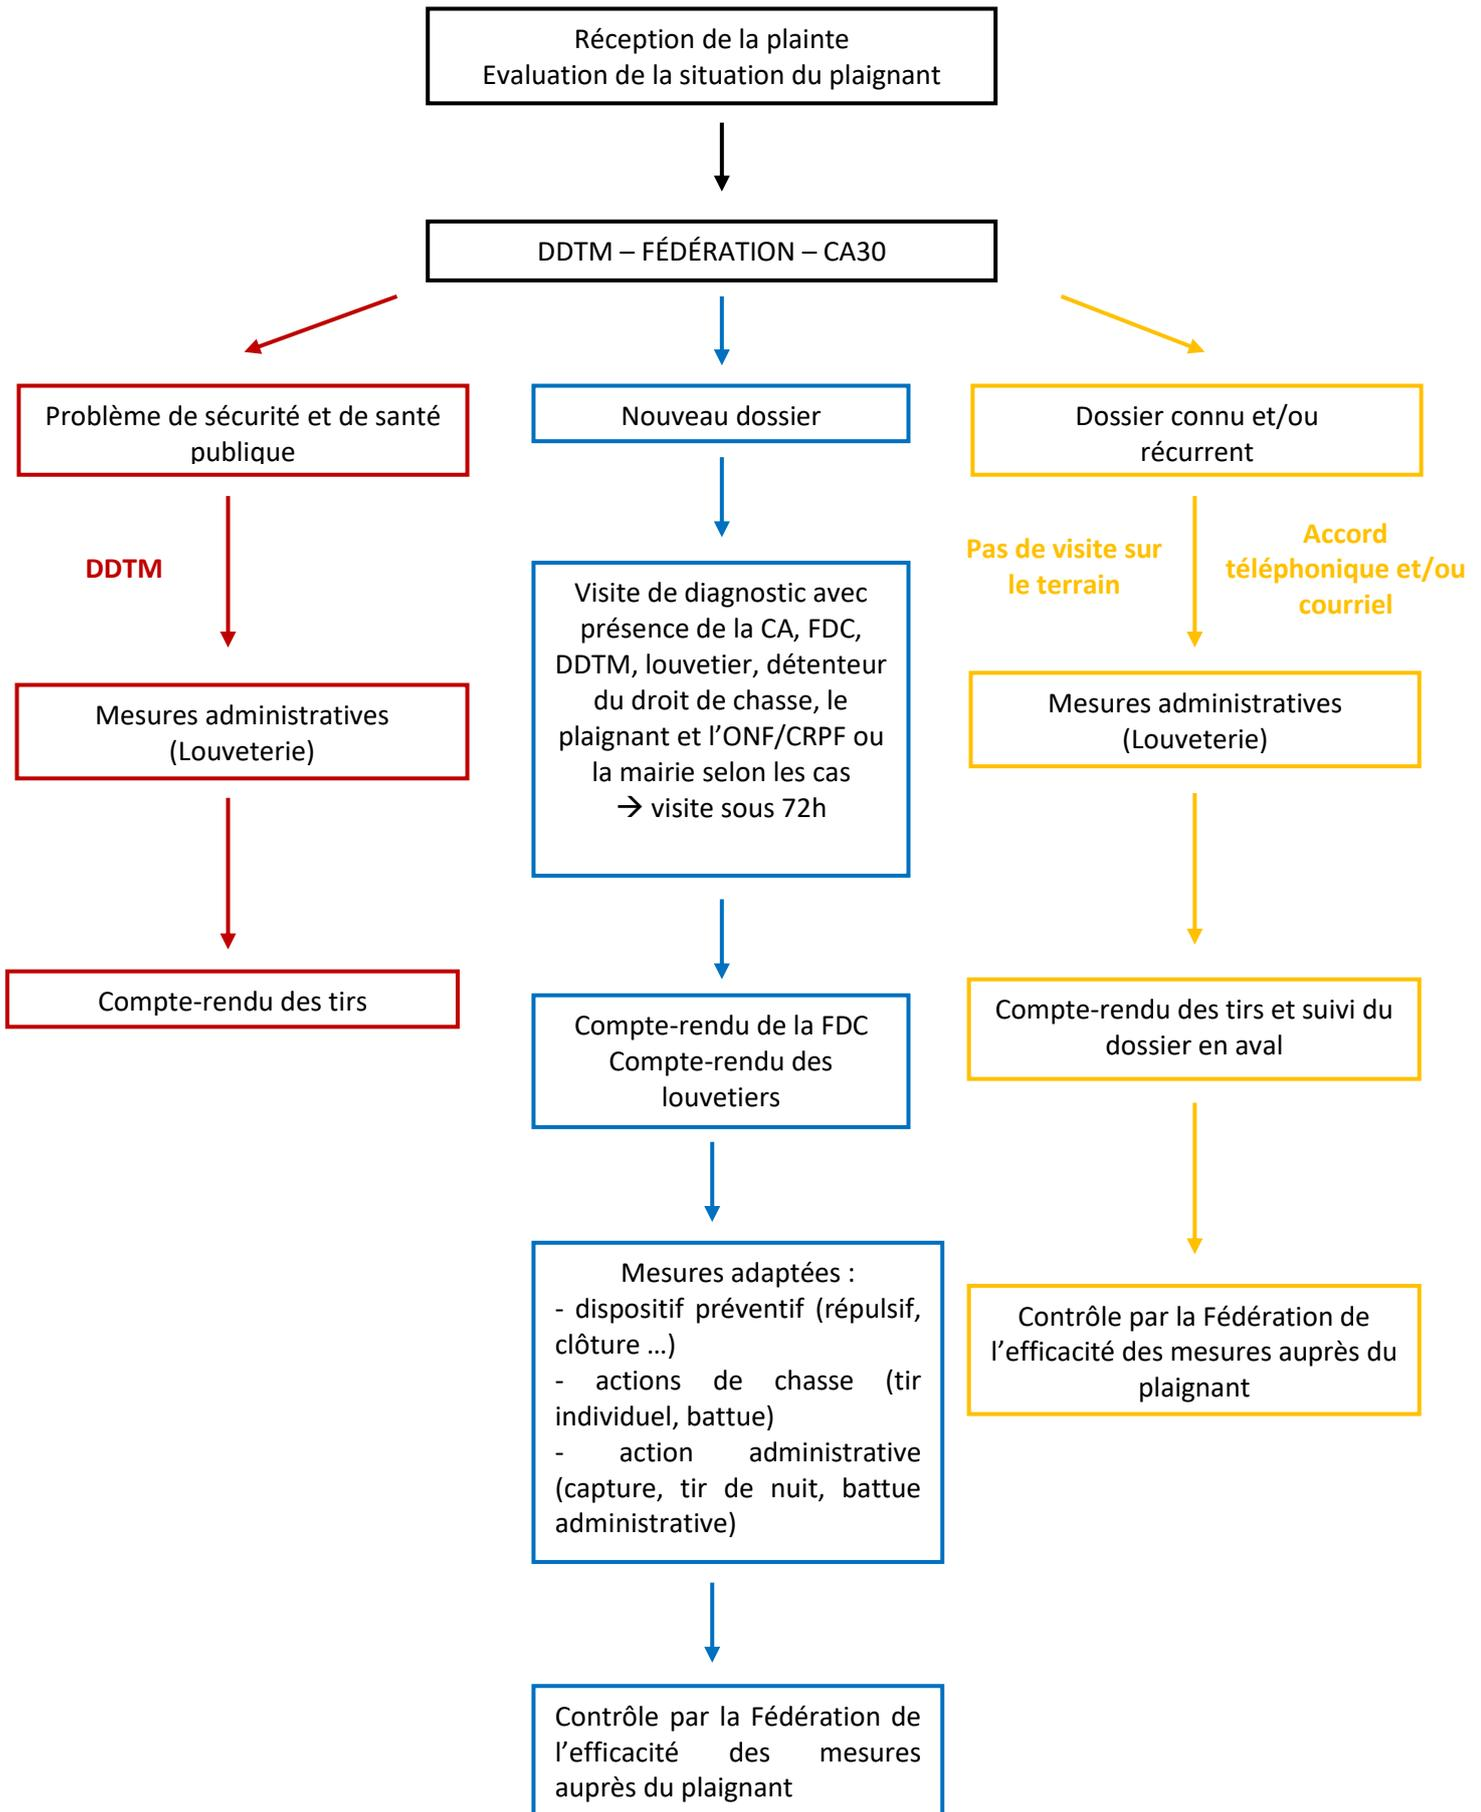 Réception de la plainte
Evaluation de la situation du plaignant
DDTM – FÉDÉRATION – CA30
Problème de sécurité et de santé
publique
DDTM
Mesures administratives
(Louveterie)
Compte-rendu des tirs
Nouveau dossier
Visite de diagnostic avec
présence de la CA, FDC,
DDTM, louvetier, détenteur
du droit de chasse, le
plaignant et l’ONF/CRPF ou
la mairie selon les cas
→ visite sous 72h
Compte-rendu de la FDC
Compte-rendu des
louvetiers
Mesures adaptées :
- dispositif préventif (répulsif,
clôture …)
- actions de chasse (tir
individuel, battue)
- action administrative
(capture, tir de nuit, battue
administrative)
Contrôle par la Fédération de
l’efficacité des mesures
auprès du plaignant
Dossier connu et/ou
récurrent
Pas de visite sur
le terrain
Accord
téléphonique et/ou
courriel
Mesures administratives
(Louveterie)
Compte-rendu des tirs et suivi du
dossier en aval
Contrôle par la Fédération de
l’efficacité des mesures auprès du
plaignant